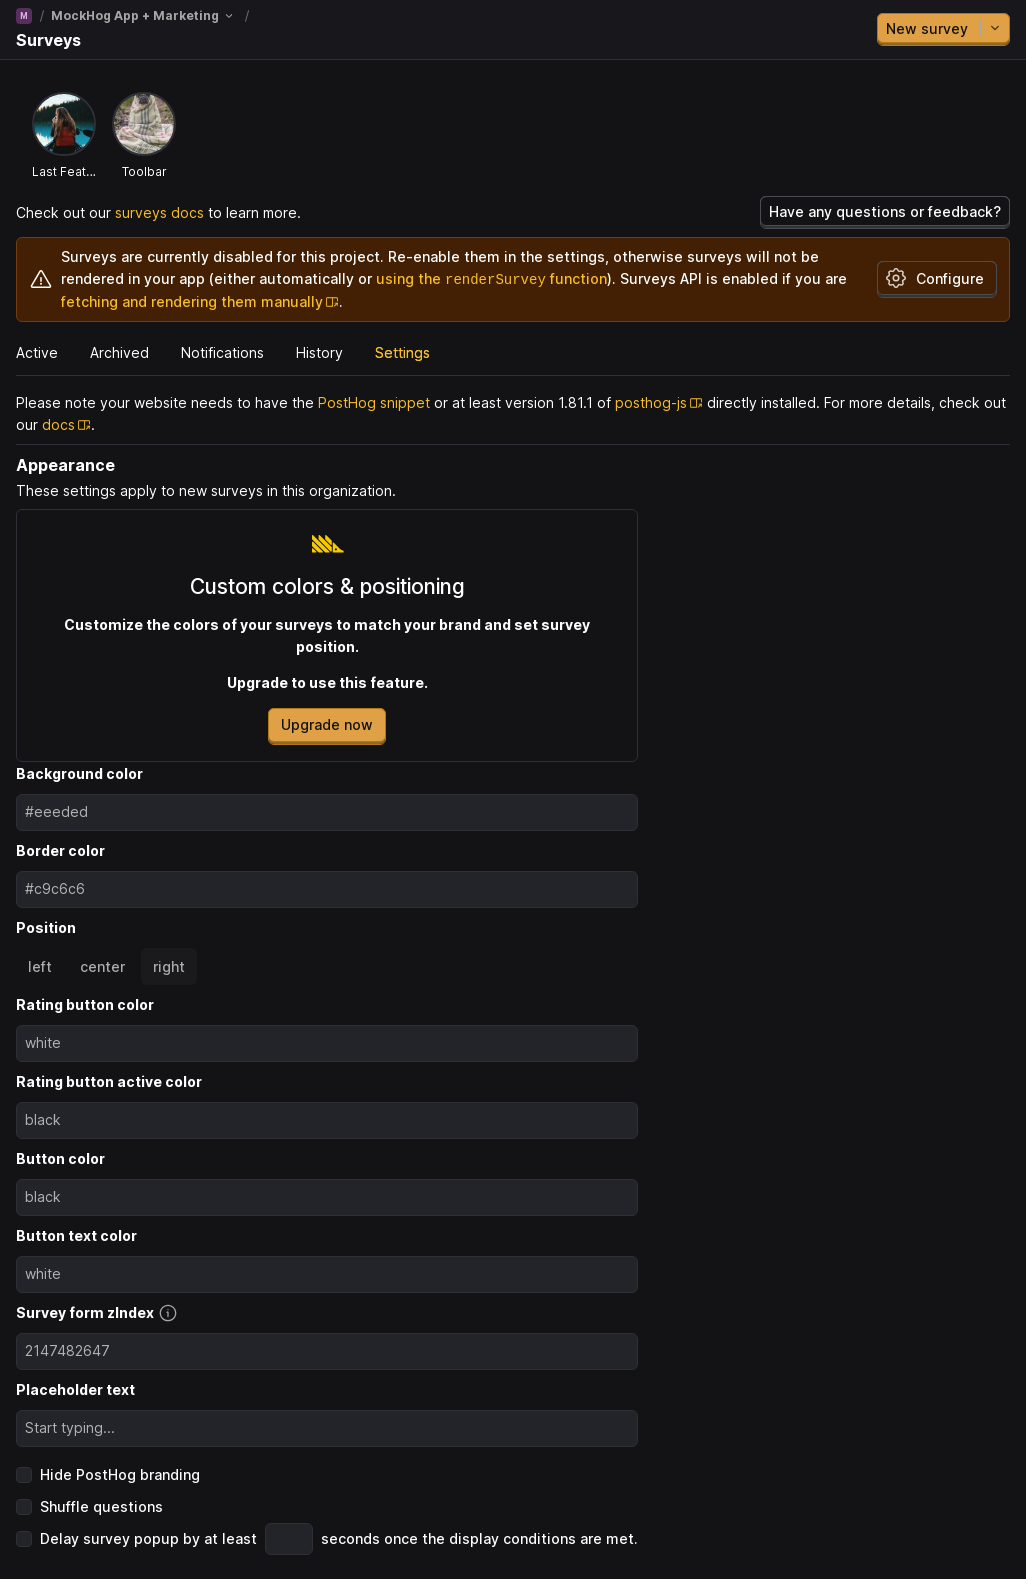 M / MockHog App + Marketing /
Surveys
New survey
Last Feat...
Toolbar
Check out our surveys docs to learn more.
Have any questions or feedback?
Surveys are currently disabled for this project. Re-enable them in the settings, otherwise surveys will not be
rendered in your app (either automatically or using the renderSurvey function). Surveys API is enabled if you are
fetching and rendering them manually.
Configure
Active
Archived
Notifications
History
Settings
Please note your website needs to have the PostHog snippet or at least version 1.81.1 of posthog-js directly installed. For more details, check out
our docs.
Appearance
These settings apply to new surveys in this organization.
Custom colors & positioning
Customize the colors of your surveys to match your brand and set survey
position.
Upgrade to use this feature.
Upgrade now
Background color
#eeeded
Border color
#c9c6c6
Position
left
center
right
Rating button color
white
Rating button active color
black
Button color
black
Button text color
white
Survey form zIndex
2147482647
Placeholder text
Start typing...
Hide PostHog branding
Shuffle questions
Delay survey popup by at least seconds once the display conditions are met.